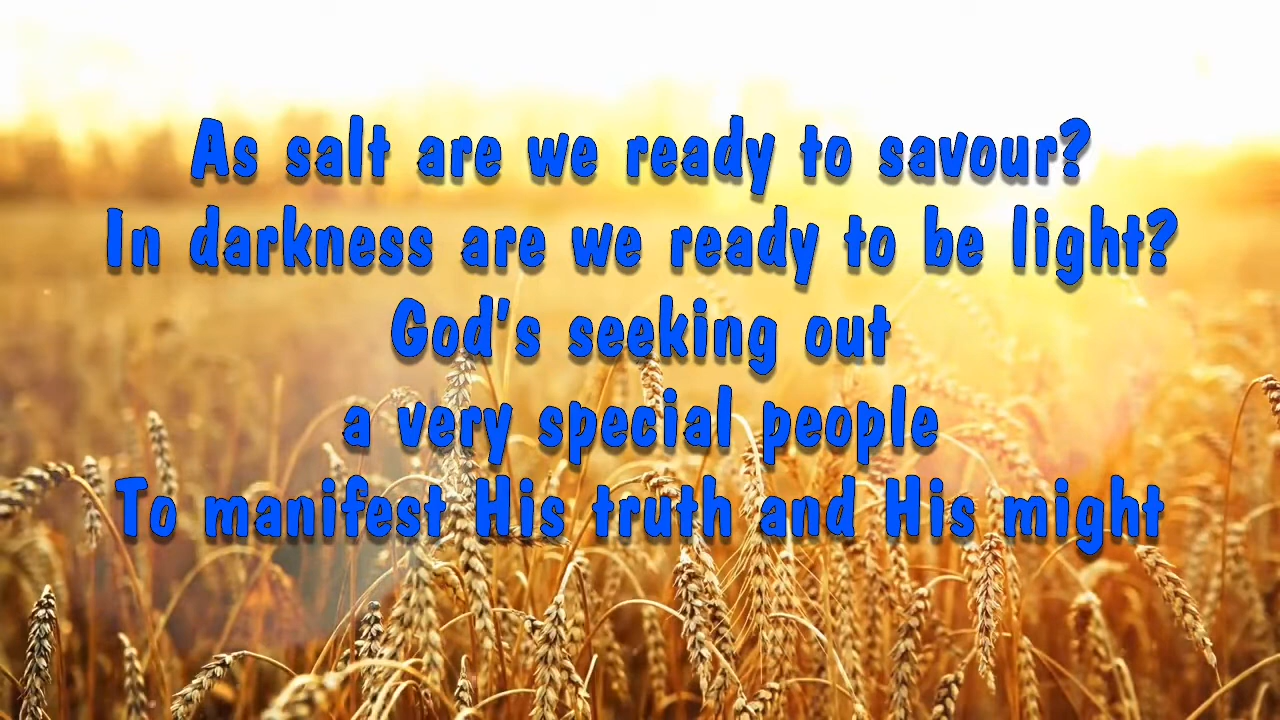 As salt are we ready to savour?
In darkness are we ready to be light?
God's seeking out
a very special people
To manifest His truth and His might